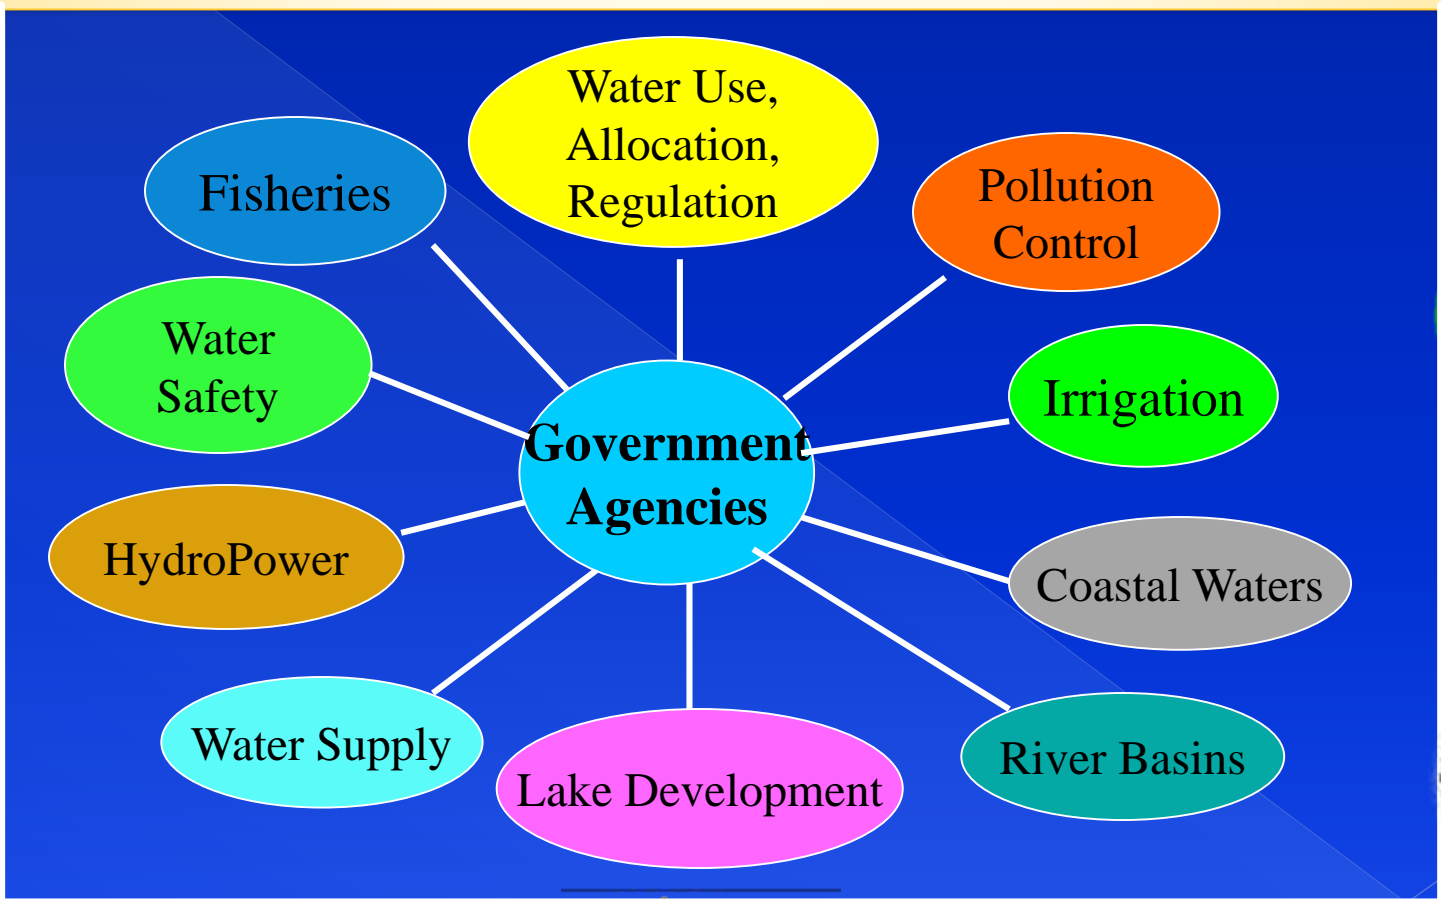 Water Use,
Allocation,
Regulation
Fisheries
Pollution
Control
Water
Safety
Irrigation
Government
Agencies
HydroPower
Coastal Waters
Water Supply
Lake Development
River Basins